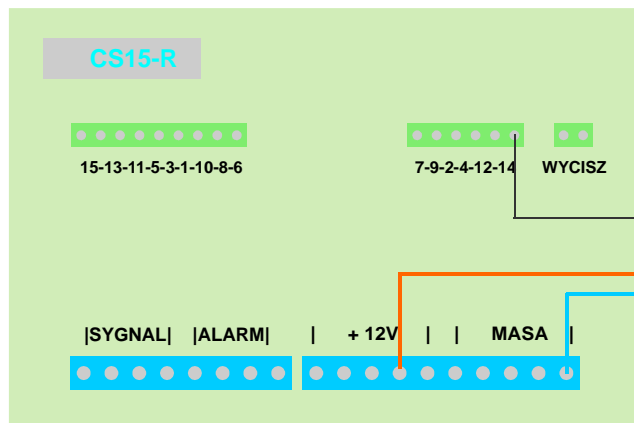 CS15-R
15-13-11-5-3-1-10-8-6 7-9-2-4-12-14 WYCISZ
|SYGNAL| |ALARM| | + 12V | | MASA |